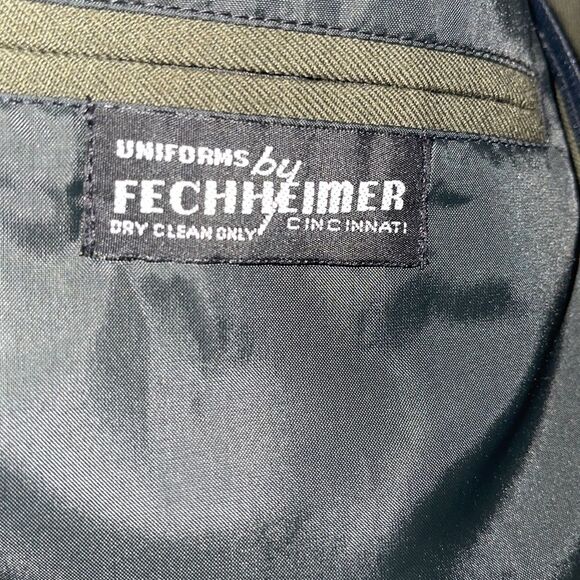 UNIFORMS by
FECHHEIMER
DRY CLEAN ONLY CINCINNATI